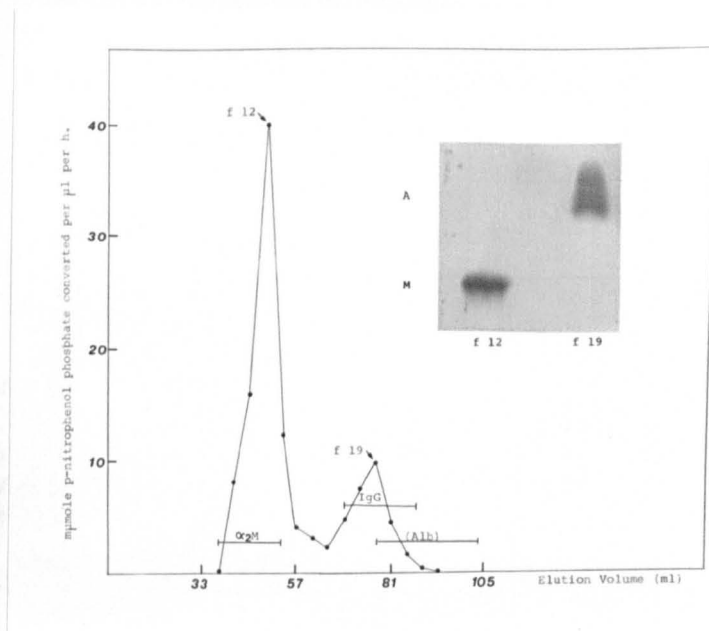 mµmole p-nitrophenol phosphate converted per µl per h.
40
30
20
10
f 12
f 19
IgG
α₂M
(Alb)
A
M
f 12 f 19
33 57 81 105 Elution Volume (ml)